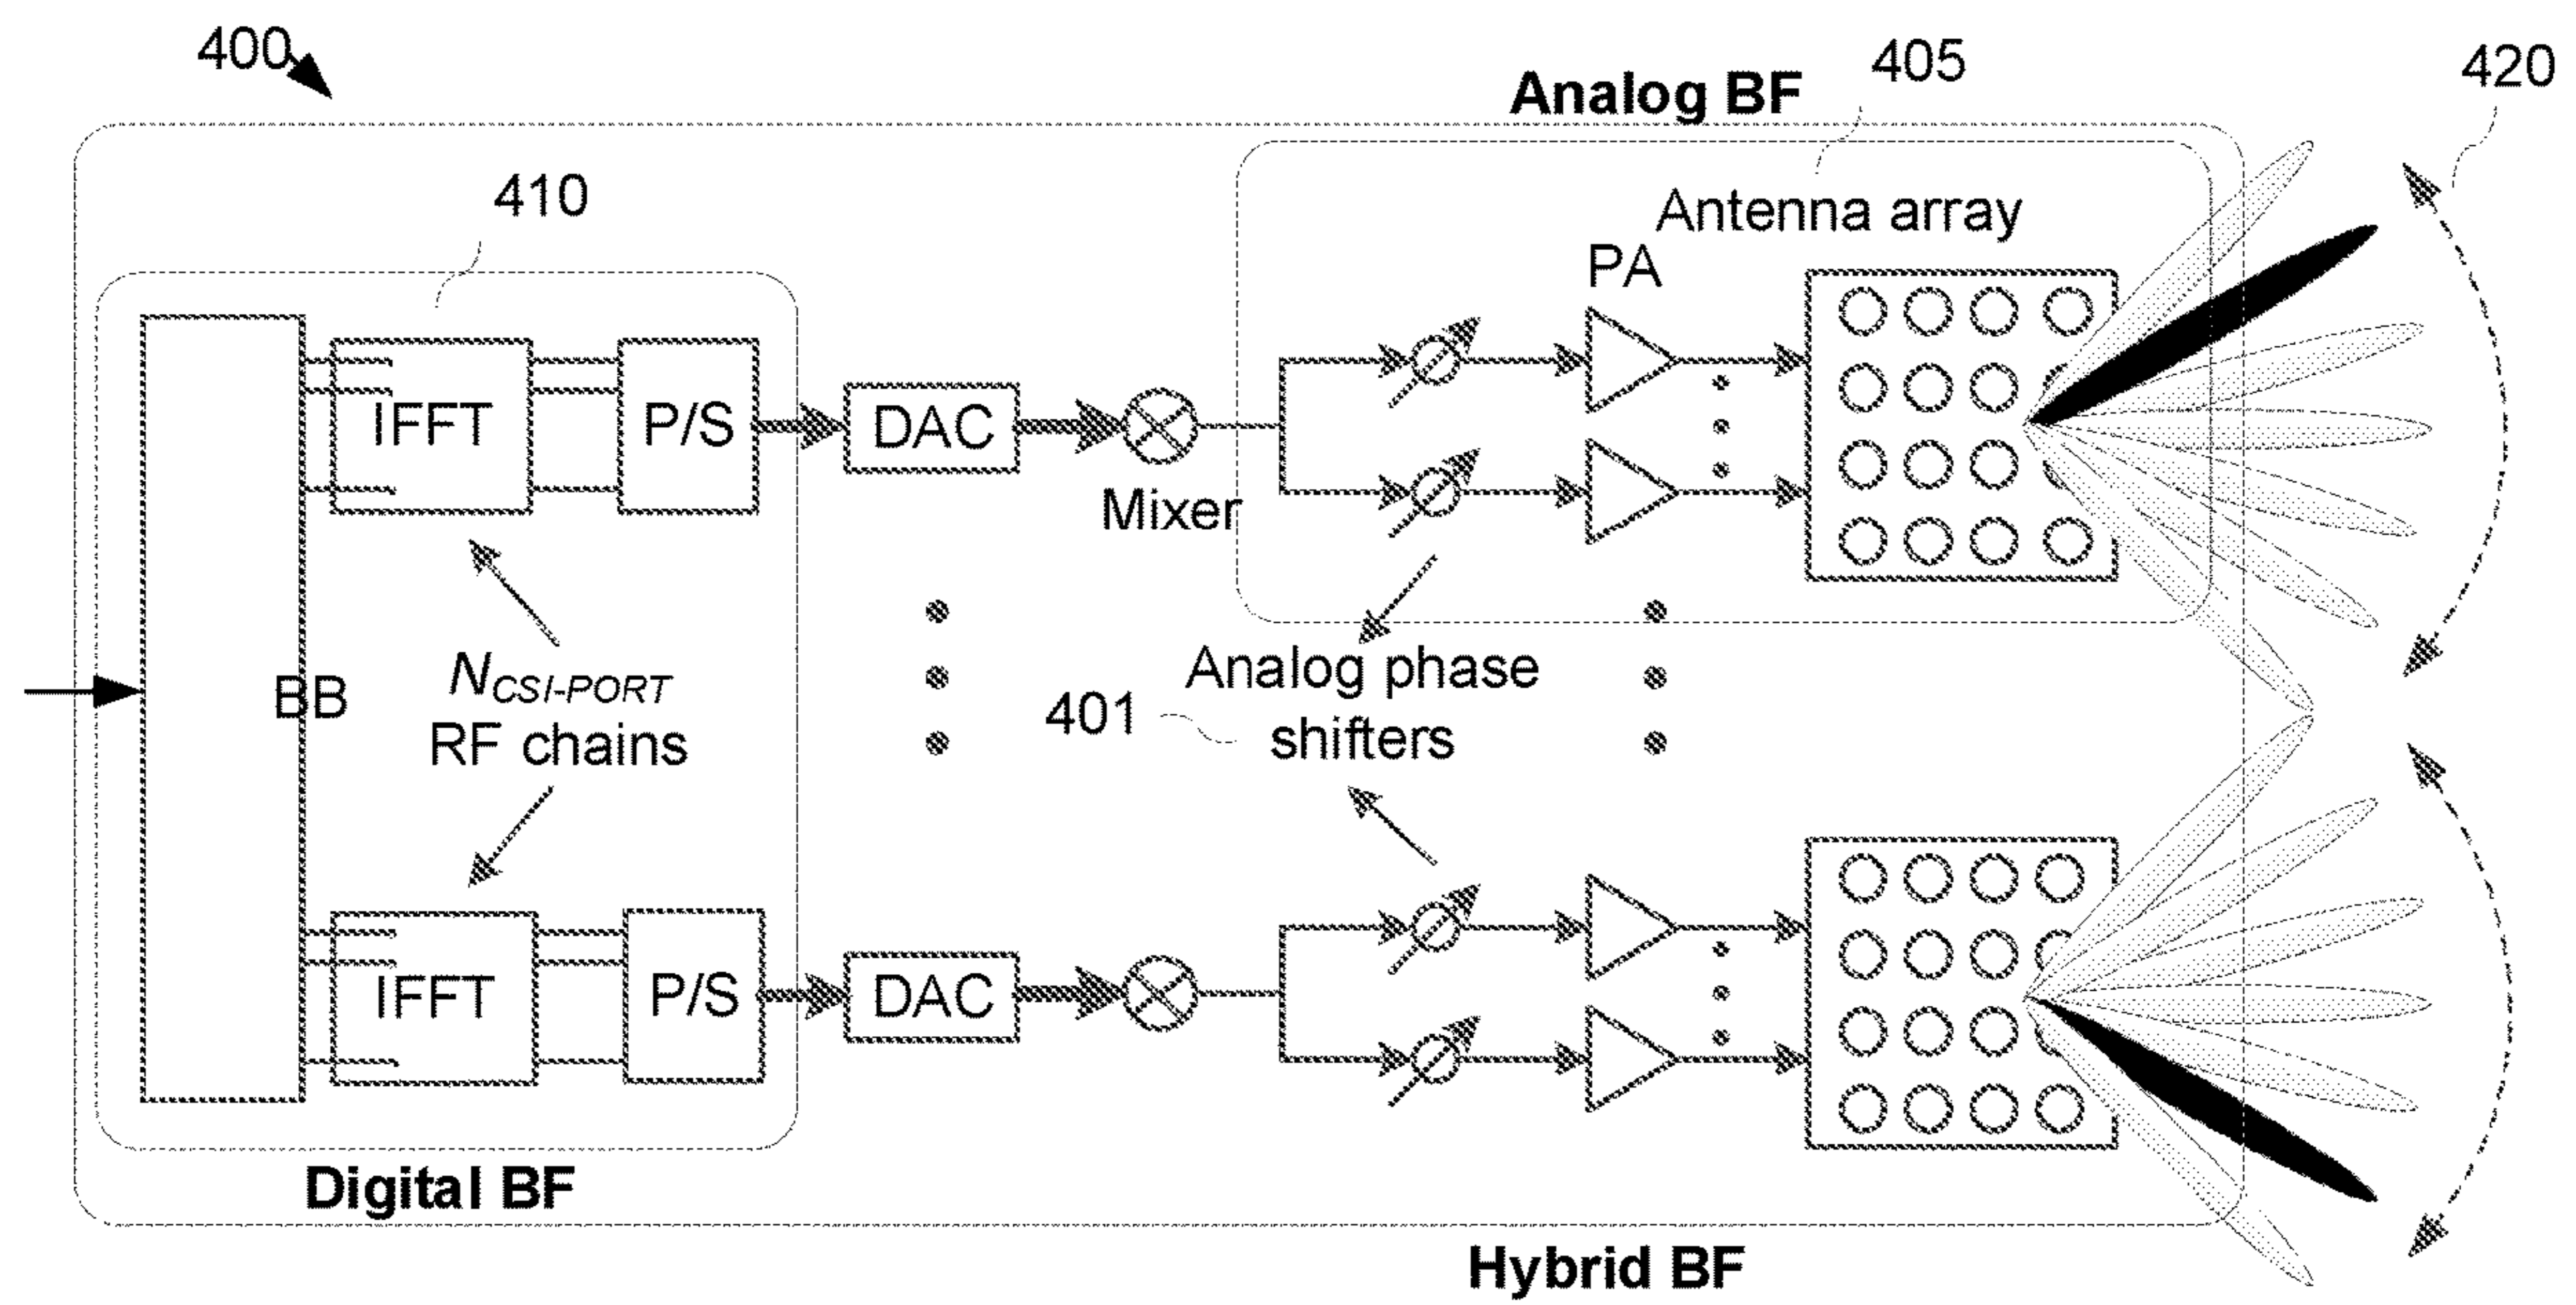 400
Analog BF
405
420
410
Antenna array
PA
IFFT
P/S
DAC
Mixer
N_CSI-PORT
RF chains
BB
Analog phase
shifters
401
IFFT
P/S
DAC
Digital BF
Hybrid BF